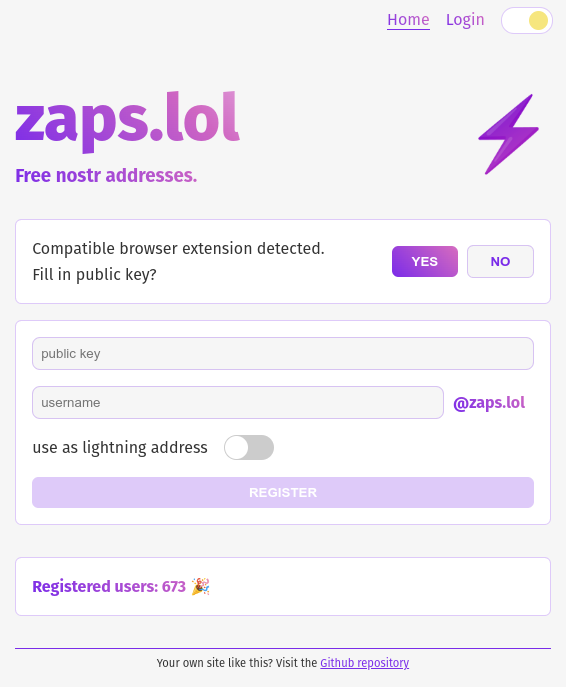 Home Login
zaps.lol
Free nostr addresses.
Compatible browser extension detected.
Fill in public key?
YES NO
public key
username @zaps.lol
use as lightning address
REGISTER
Registered users: 673 🎉
Your own site like this? Visit the Github repository